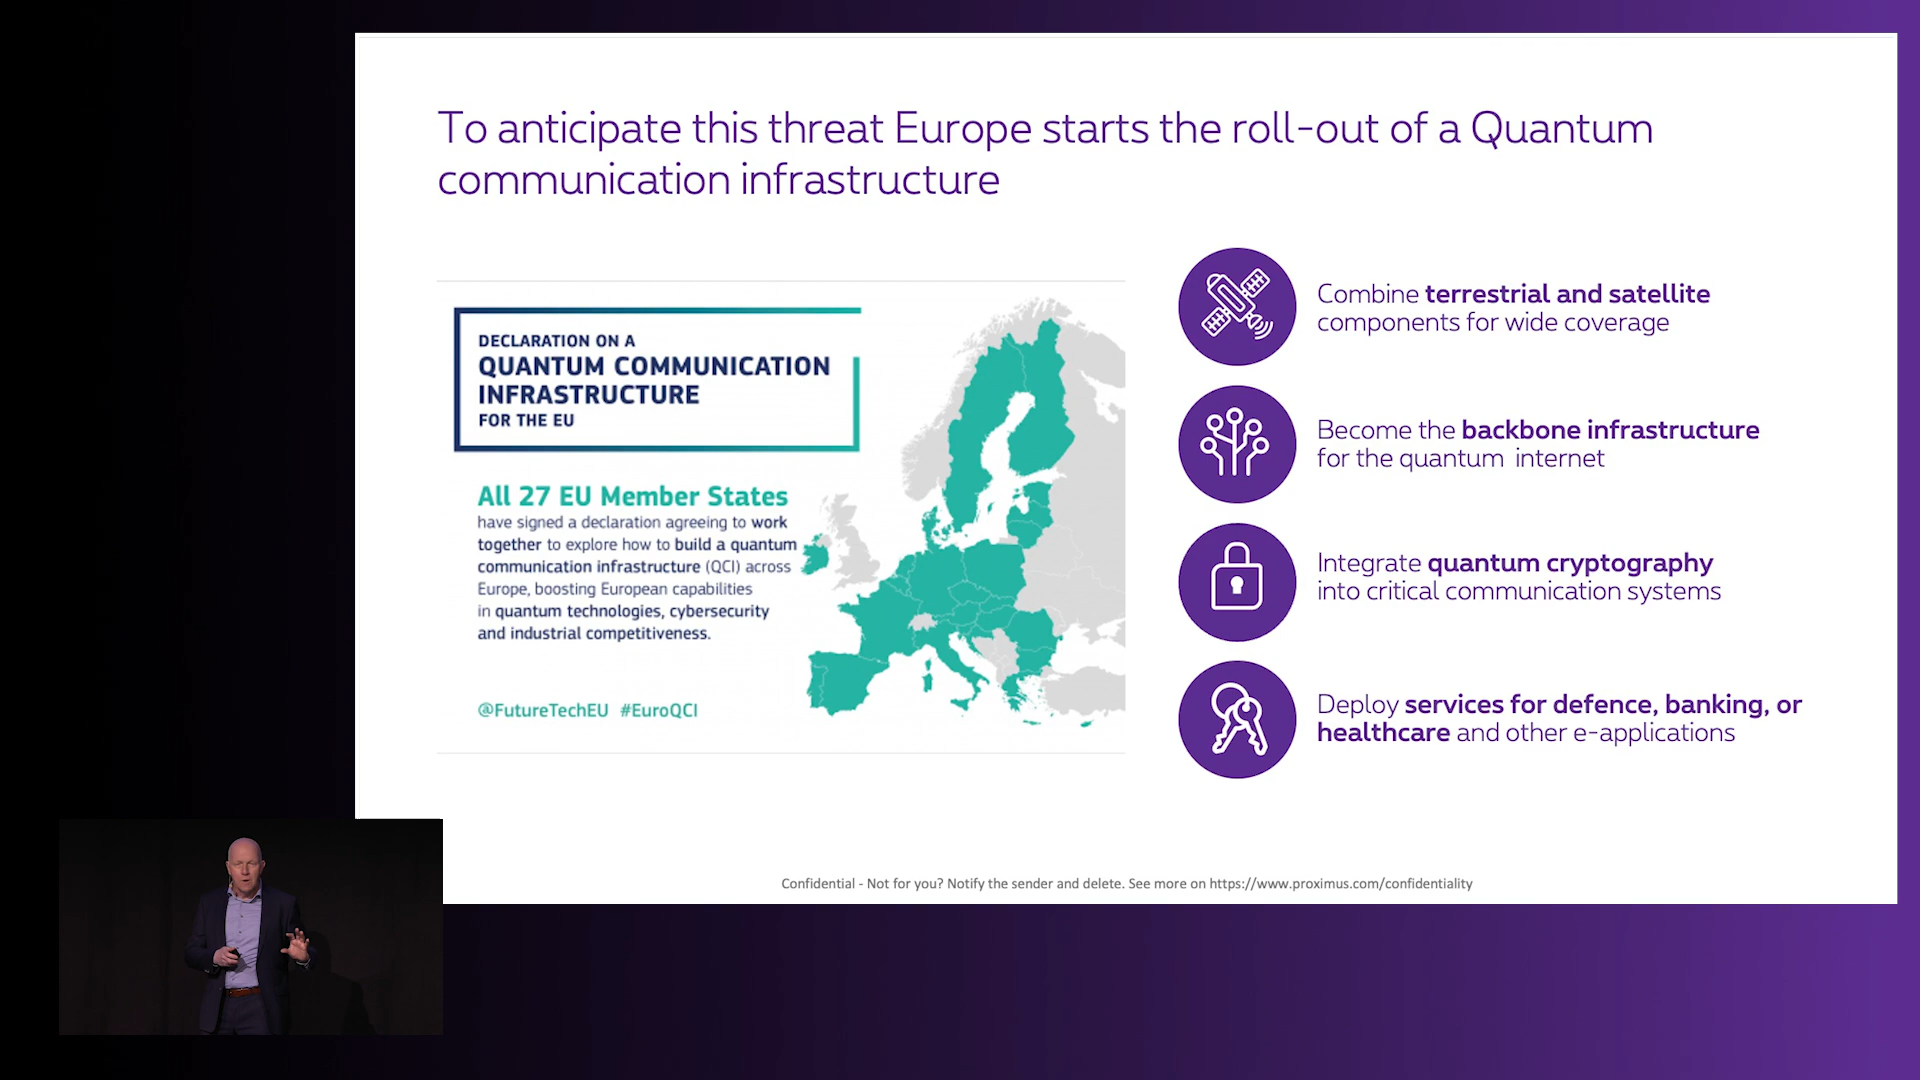 To anticipate this threat Europe starts the roll-out of a Quantum
communication infrastructure
DECLARATION ON A
QUANTUM COMMUNICATION
INFRASTRUCTURE
FOR THE EU
All 27 EU Member States
have signed a declaration agreeing to work
together to explore how to build a quantum
communication infrastructure (QCI) across
Europe, boosting European capabilities
in quantum technologies, cybersecurity
and industrial competitiveness.
@FutureTechEU #EuroQCI
Combine terrestrial and satellite
components for wide coverage
Become the backbone infrastructure
for the quantum internet
Integrate quantum cryptography
into critical communication systems
Deploy services for defence, banking, or
healthcare and other e-applications
Confidential - Not for you? Notify the sender and delete. See more on https://www.proximus.com/confidentiality